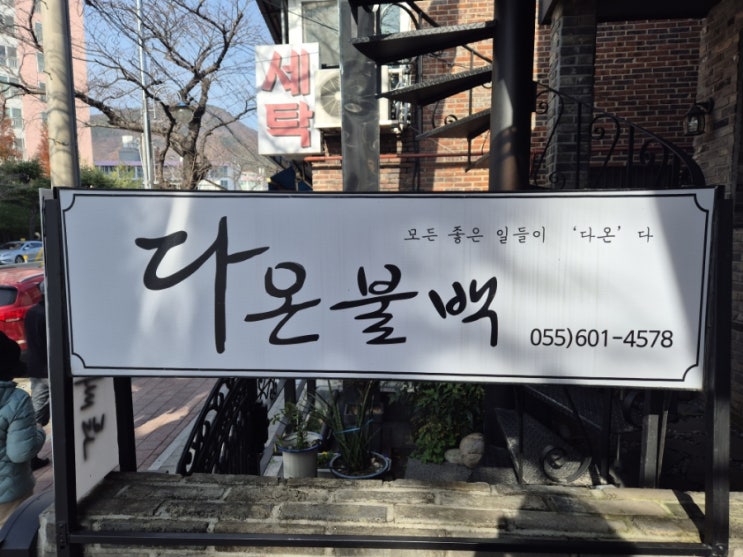 세탁
모든 좋은 일들이 '다온' 다
다온 불백
055)601-4578